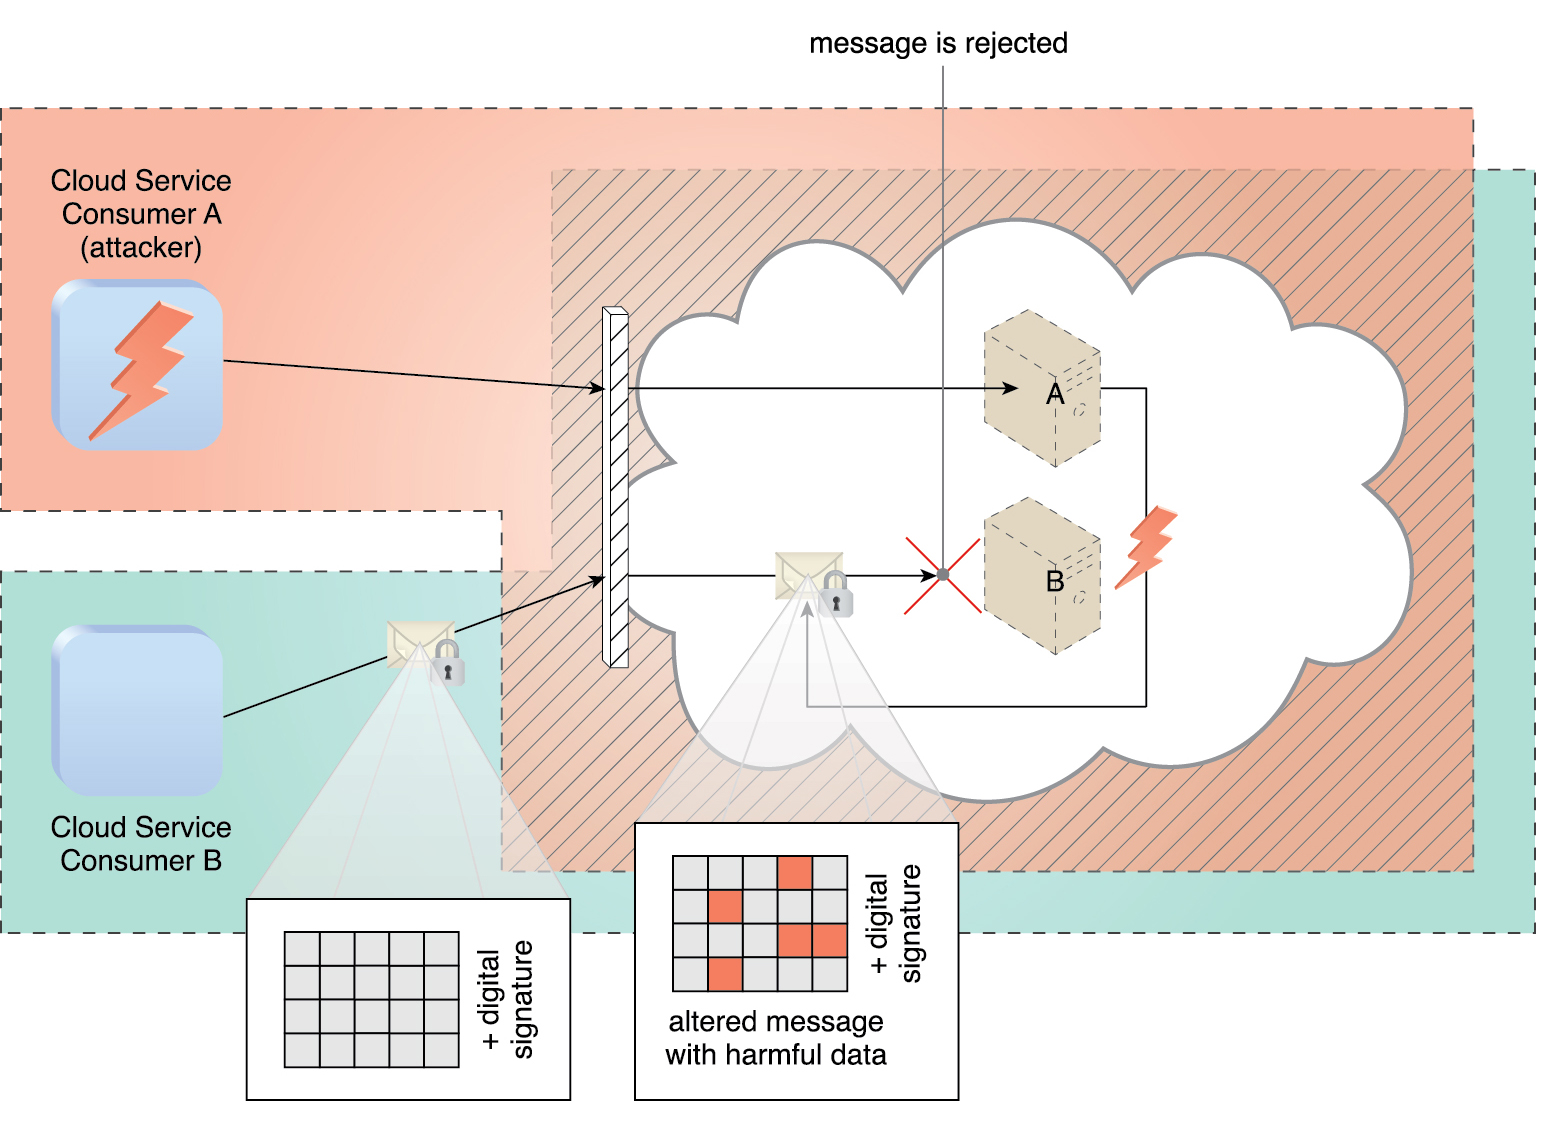 message is rejected
Cloud Service
Consumer A
(attacker)
A
B
Cloud Service
Consumer B
+ digital
signature
+ digital
signature
altered message
with harmful data